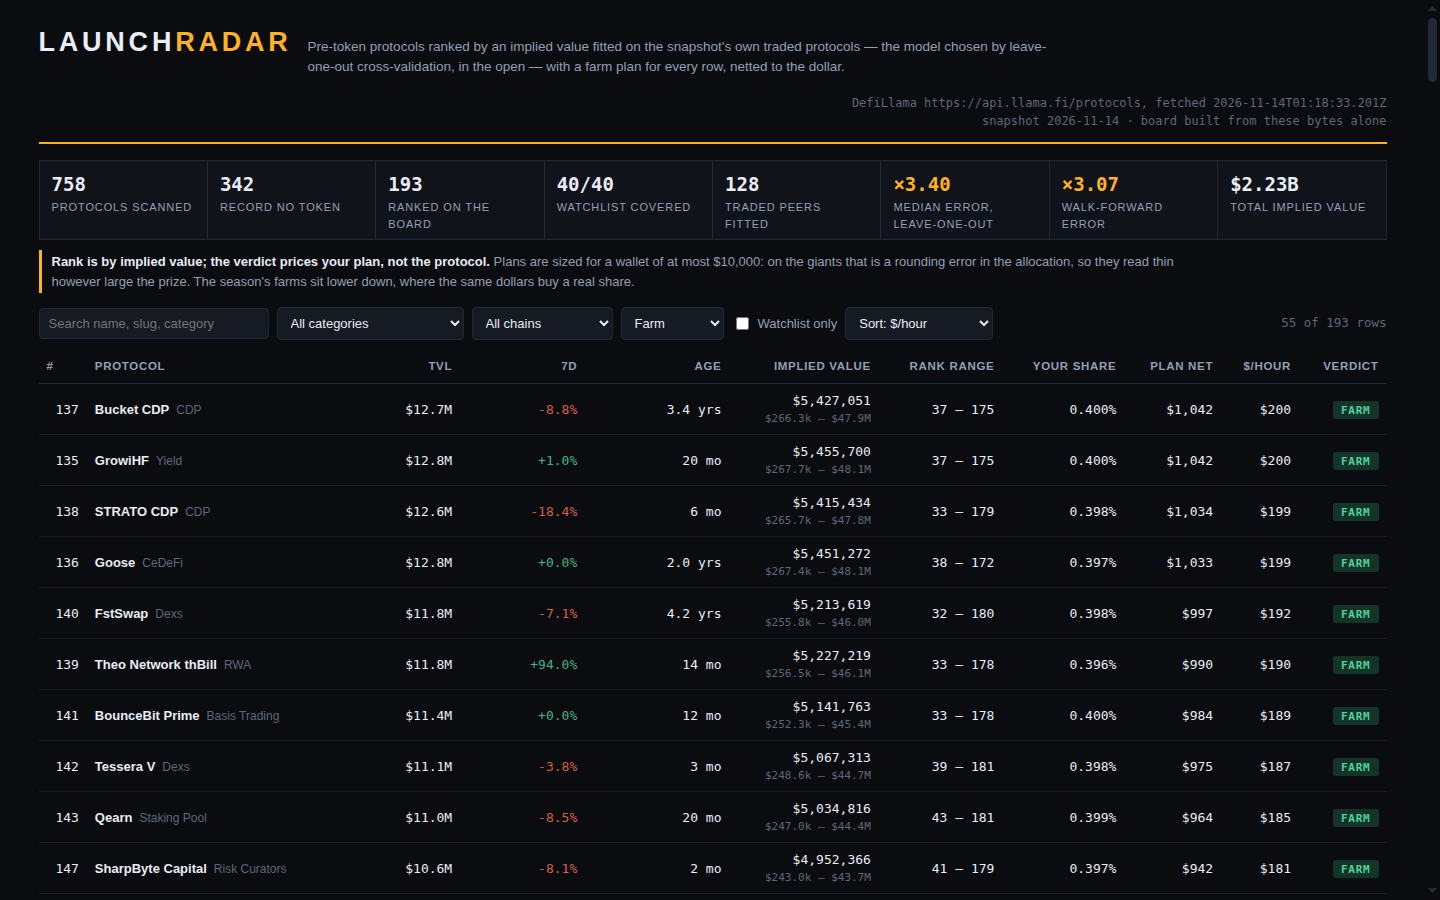 LAUNCHRADAR
Pre-token protocols ranked by an implied value fitted on the snapshot's own traded protocols — the model chosen by leave-
one-out cross-validation, in the open — with a farm plan for every row, netted to the dollar.
DefiLlama https://api.llama.fi/protocols, fetched 2026-11-14T01:18:33.201Z
snapshot 2026-11-14 · board built from these bytes alone
758 342 193 40/40 128 ×3.40 ×3.07 $2.23B
PROTOCOLS SCANNED RECORD NO TOKEN RANKED ON THE WATCHLIST COVERED TRADED PEERS MEDIAN ERROR, WALK-FORWARD TOTAL IMPLIED VALUE
BOARD FITTED LEAVE-ONE-OUT ERROR
Rank is by implied value; the verdict prices your plan, not the protocol. Plans are sized for a wallet of at most $10,000: on the giants that is a rounding error in the allocation, so they read thin
however large the prize. The season's farms sit lower down, where the same dollars buy a real share.
Search name, slug, category All categories All chains Farm Watchlist only Sort: $/hour 55 of 193 rows
# PROTOCOL TVL 7D AGE IMPLIED VALUE RANK RANGE YOUR SHARE PLAN NET $/HOUR VERDICT
137 Bucket CDP CDP $12.7M -8.8% 3.4 yrs $5,427,051 37 — 175 0.400% $1,042 $200 FARM
$266.3k — $47.9M
135 GrowiHF Yield $12.8M +1.0% 20 mo $5,455,700 37 — 175 0.400% $1,042 $200 FARM
$267.7k — $48.1M
138 STRATO CDP CDP $12.6M -18.4% 6 mo $5,415,434 33 — 179 0.398% $1,034 $199 FARM
$265.7k — $47.8M
136 Goose CeDeFi $12.8M +0.0% 2.0 yrs $5,451,272 38 — 172 0.397% $1,033 $199 FARM
$267.4k — $48.1M
140 FstSwap Dexs $11.8M -7.1% 4.2 yrs $5,213,619 32 — 180 0.398% $997 $192 FARM
$255.8k — $46.0M
139 Theo Network thBill RWA $11.8M +94.0% 14 mo $5,227,219 33 — 178 0.396% $990 $190 FARM
$256.5k — $46.1M
141 BounceBit Prime Basis Trading $11.4M +0.0% 12 mo $5,141,763 33 — 178 0.400% $984 $189 FARM
$252.3k — $45.4M
142 Tessera V Dexs $11.1M -3.8% 3 mo $5,067,313 39 — 181 0.398% $975 $187 FARM
$248.6k — $44.7M
143 Qearn Staking Pool $11.0M -8.5% 20 mo $5,034,816 43 — 181 0.399% $964 $185 FARM
$247.0k — $44.4M
147 SharpByte Capital Risk Curators $10.6M -8.1% 2 mo $4,952,366 41 — 179 0.397% $942 $181 FARM
$243.0k — $43.7M